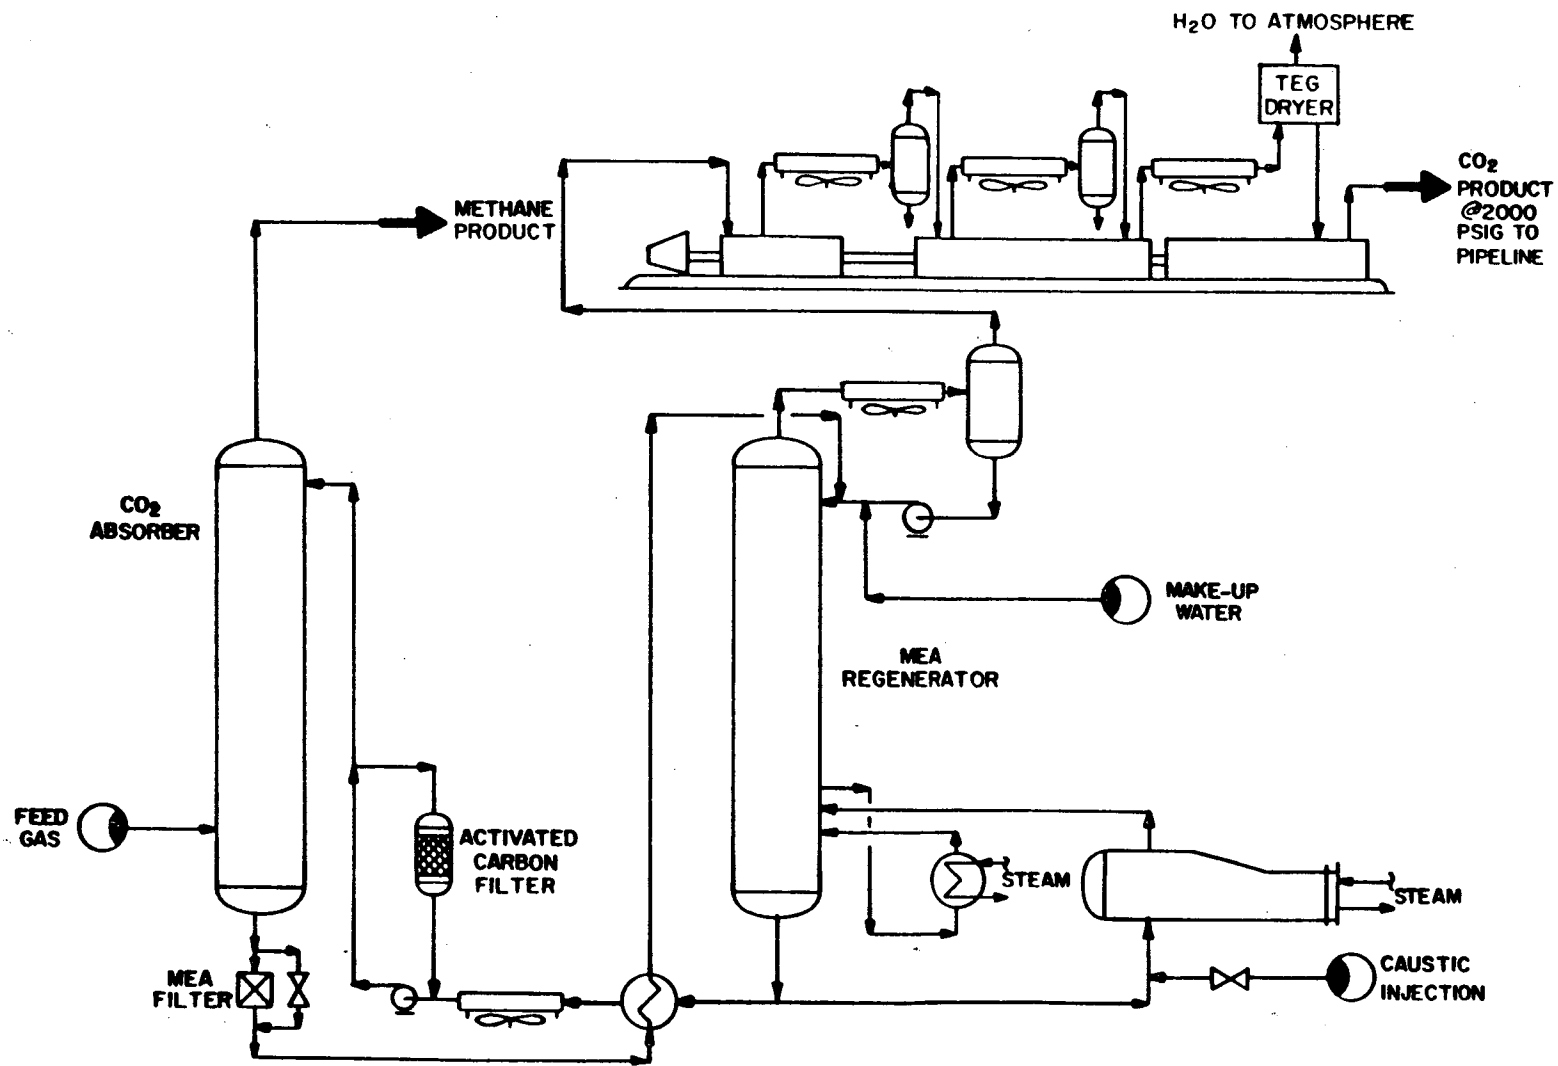 H₂O TO ATMOSPHERE
TEG
DRYER
CO₂
PRODUCT
@2000
PSIG TO
PIPELINE
METHANE
PRODUCT
CO₂
ABSORBER
MAKE-UP
WATER
MEA
REGENERATOR
FEED
GAS
ACTIVATED
CARBON
FILTER
STEAM
STEAM
MEA
FILTER
CAUSTIC
INJECTION